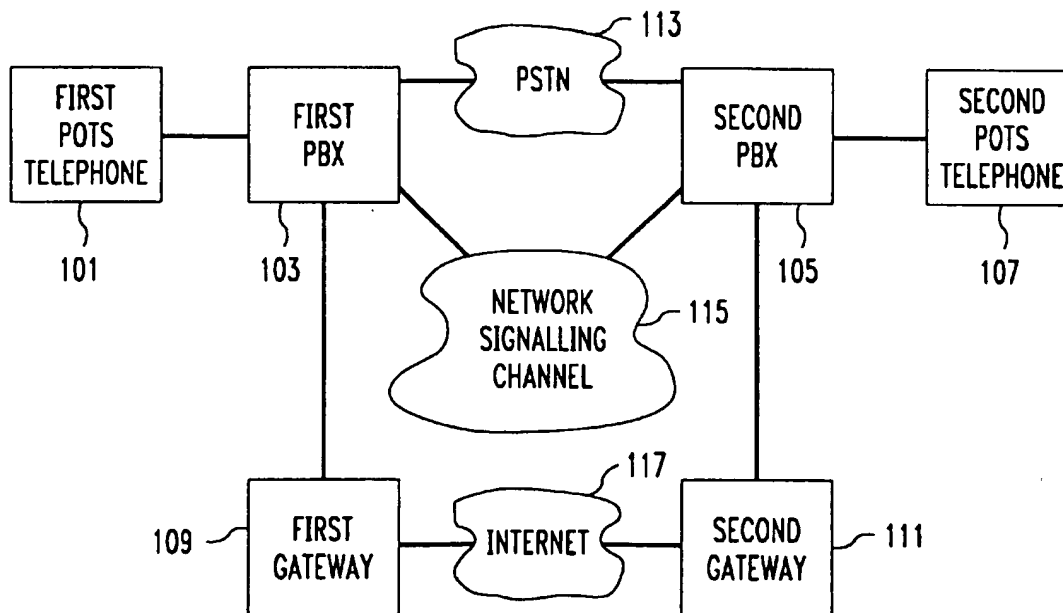 113
PSTN
FIRST
POTS
TELEPHONE
FIRST
PBX
SECOND
PBX
SECOND
POTS
TELEPHONE
101
103
105
107
NETWORK
SIGNALLING
CHANNEL
115
117
109
FIRST
GATEWAY
INTERNET
SECOND
GATEWAY
111